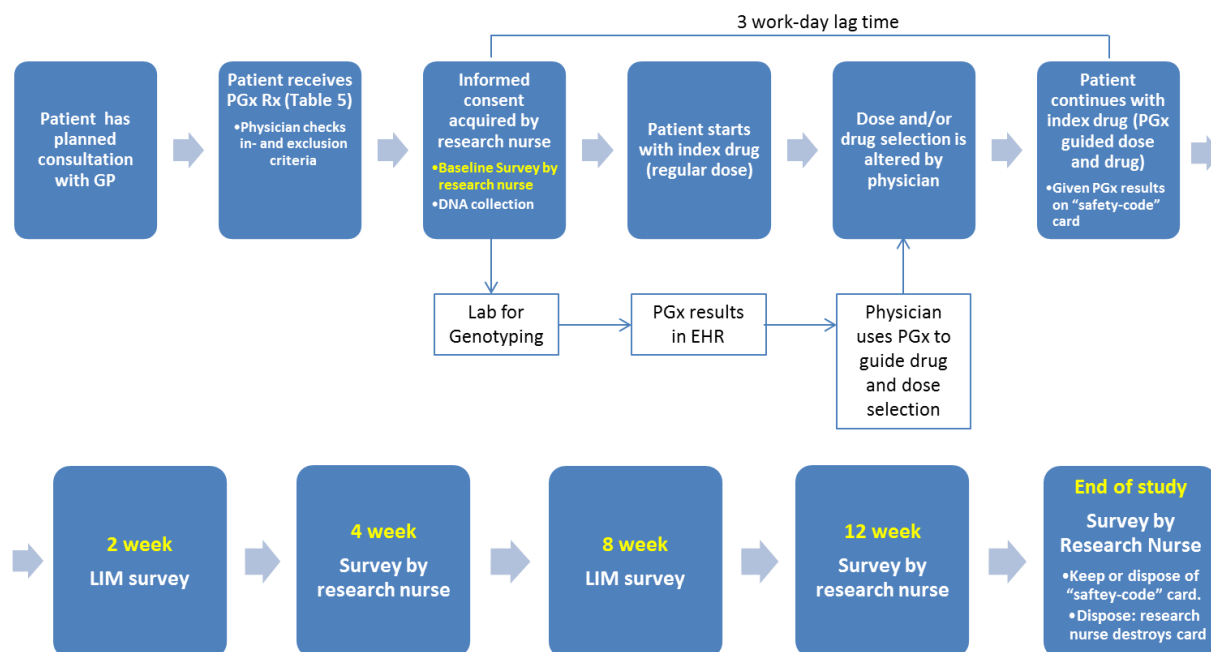 3 work-day lag time
Patient has
planned consultation
with GP
Patient receives
PGx Rx (Table 5)
•Physician checks
in- and exclusion
criteria
Informed
consent
acquired by
research nurse
•Baseline Survey by
research nurse
•DNA collection
Patient starts
with index drug
(regular dose)
Dose and/or
drug selection is
altered by
physician
Patient
continues with
index drug (PGx
guided dose
and drug)
•Given PGx results
on “safety-code”
card
Lab for
Genotyping
PGx results
in EHR
Physician
uses PGx to
guide drug
and dose
selection
2 week
LIM survey
4 week
Survey by
research nurse
8 week
LIM survey
12 week
Survey by
research nurse
End of study
Survey by
Research Nurse
•Keep or dispose of
“saftey-code” card.
•Dispose: research
nurse destroys card